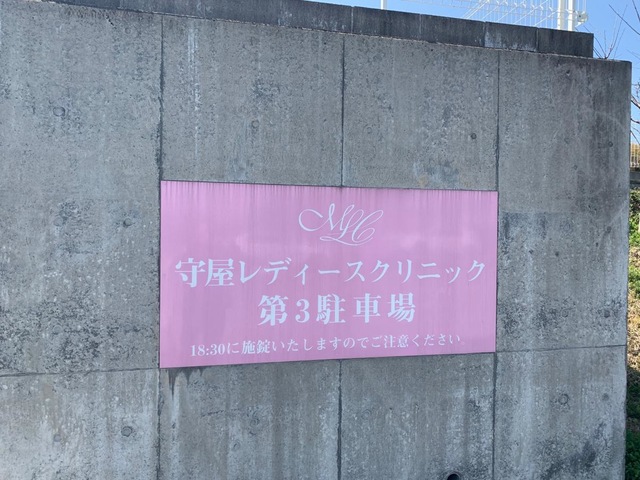 MLC
守屋レディースクリニック
第3駐車場
18:30に施錠いたしますのでご注意ください